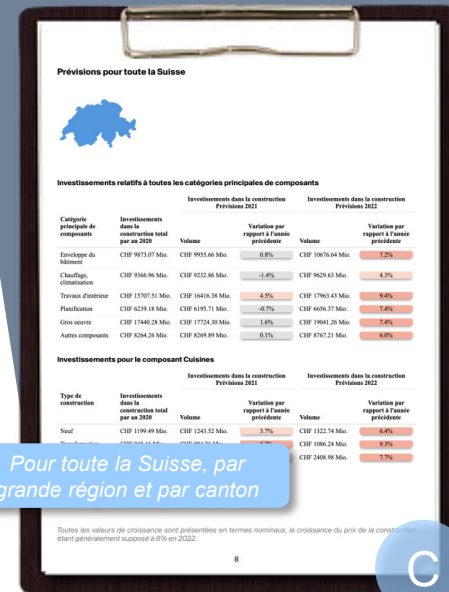 Prévisions pour toute la Suisse
Investissements relatifs à toutes les catégories principales de composants
Investissements dans la construction Prévisions 2021 Investissements dans la construction Prévisions 2022
Catégorie principale de composants Investissements dans la construction total par an 2020 Volume Variation par rapport à l'année précédente Volume Variation par rapport à l'année précédente
Enveloppe du bâtiment CHF 9873.07 Mio. CHF 9955.66 Mio. 0.8% CHF 10676.64 Mio. 7.2%
Chauffage, climatisation CHF 9366.96 Mio. CHF 9232.86 Mio. -1.4% CHF 9629.63 Mio. 4.3%
Travaux d'intérieur CHF 15707.51 Mio. CHF 16416.38 Mio. 4.5% CHF 17963.43 Mio. 9.4%
Planification CHF 6239.18 Mio. CHF 6195.71 Mio. -0.7% CHF 6656.37 Mio. 7.4%
Gros oeuvre CHF 17440.28 Mio. CHF 17724.30 Mio. 1.6% CHF 19041.26 Mio. 7.4%
Autres composants CHF 8264.26 Mio. CHF 8269.89 Mio. 0.1% CHF 8767.21 Mio. 6.0%
Investissements pour le composant Cuisines
Investissements dans la construction Prévisions 2021 Investissements dans la construction Prévisions 2022
Type de construction Investissements dans la construction total par an 2020 Volume Variation par rapport à l'année précédente Volume Variation par rapport à l'année précédente
Neuf CHF 1199.49 Mio. CHF 1243.52 Mio. 3.7% CHF 1322.74 Mio. 6.4%
CHF 1086.24 Mio. 9.3%
CHF 2408.98 Mio. 7.7%
Pour toute la Suisse, par
grande région et par canton
Toutes les valeurs de croissance sont présentées en termes nominaux, la croissance du prix de la construction
étant généralement supposé à 8% en 2022.
8
C